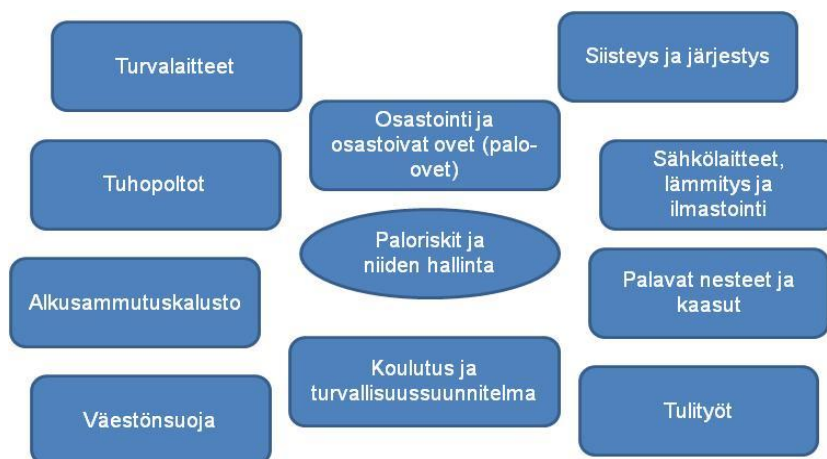 Turvalaitteet
Siisteys ja järjestys
Osastointi ja
osastoivat ovet (palo-
ovet)
Tuhopoltot
Sähkölaitteet,
lämmitys ja
ilmastointi
Paloriskit ja
niiden hallinta
Alkusammutuskalusto
Palavat nesteet ja
kaasut
Koulutus ja
turvallisuussuunnitelma
Väestönsuoja
Tulityöt